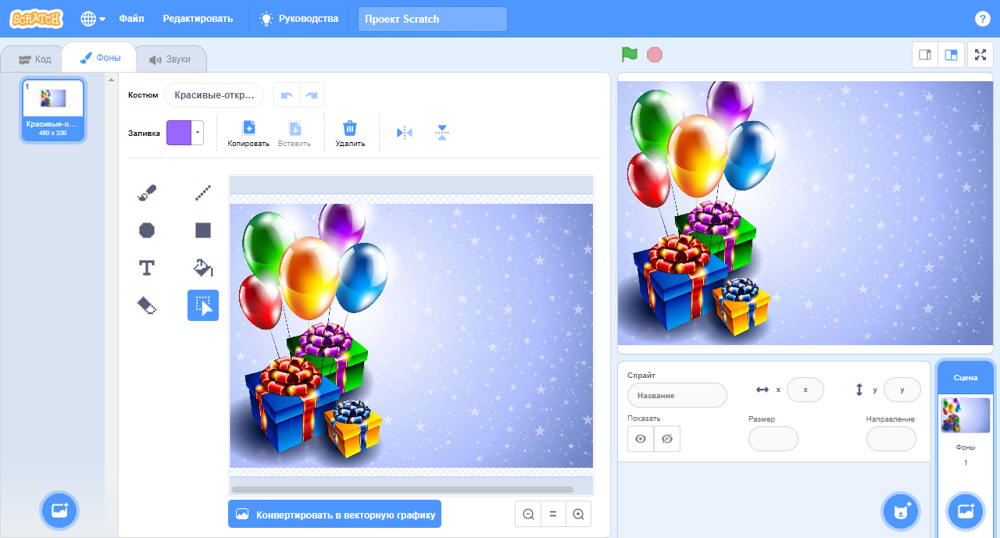 SCRATCH
Файл
Редактировать
Руководства
Проект Scratch
?
Код
Фоны
Звуки
1
Красивые-о...
480 x 339
Костюм
Красивые-откр...
Заливка
Копировать
Вставить
Удалить
T
Конвертировать в векторную графику
Спрайт
Название
x
x
y
y
Показать
Размер
Направление
Сцена
Фоны
1